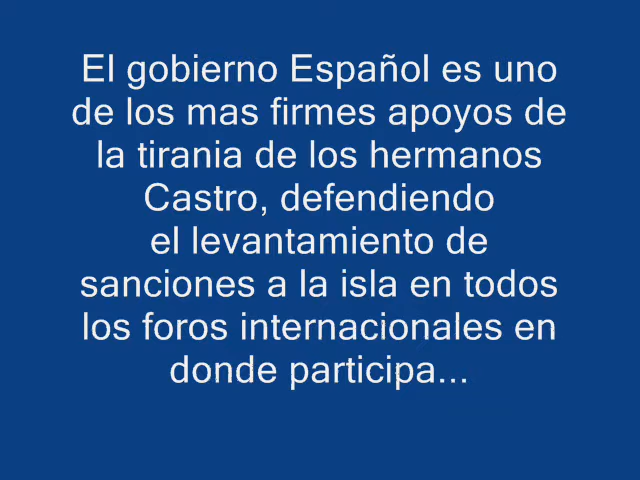 El gobierno Español es uno
de los mas firmes apoyos de
la tirania de los hermanos
Castro, defendiendo
el levantamiento de
sanciones a la isla en todos
los foros internacionales en
donde participa...